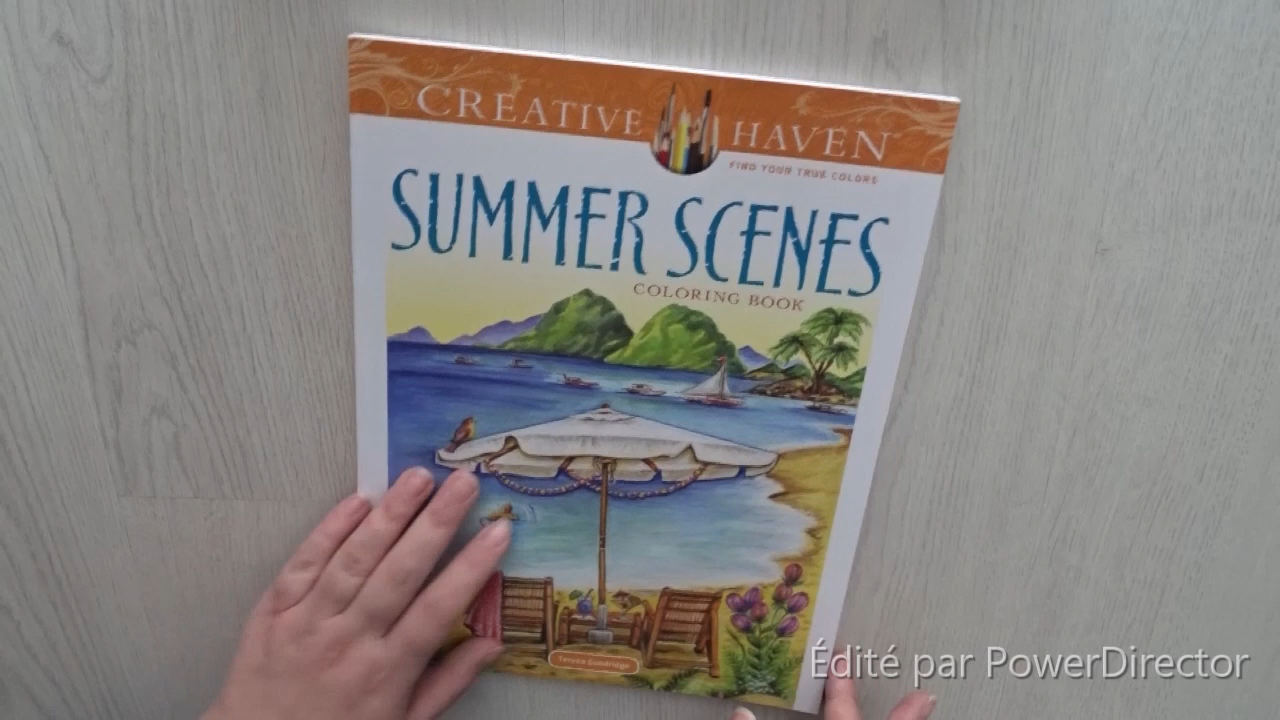 CREATIVE HAVEN
FIND YOUR TRUE COLORS
SUMMER SCENES
COLORING BOOK
Teresa Goodridge
Édité par PowerDirector